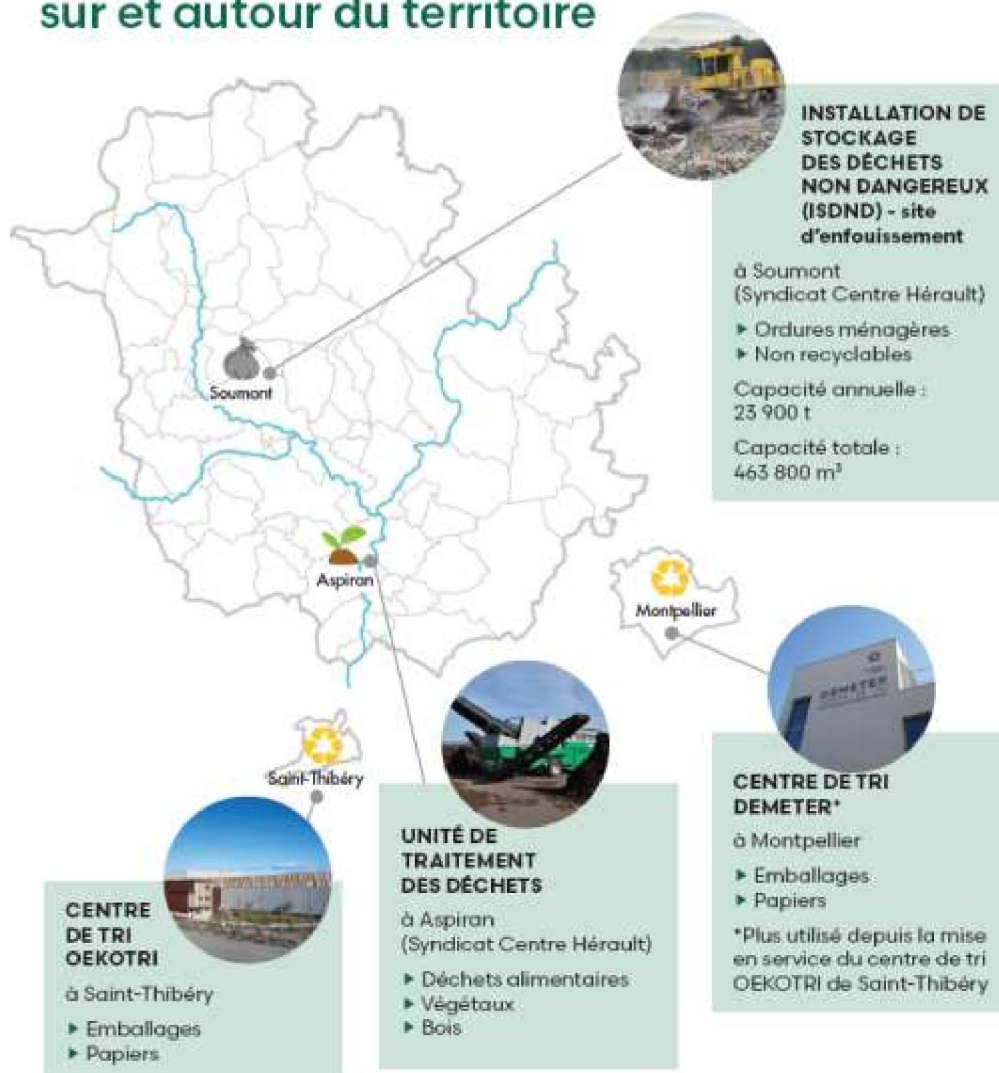 sur et autour du territoire
INSTALLATION DE
STOCKAGE
DES DÉCHETS
NON DANGEREUX
(ISDND) - site
d'enfouissement
à Soumont
(Syndicat Centre Hérault)
▸ Ordures ménagères
▸ Non recyclables
Capacité annuelle :
23 900 t
Capacité totale :
463 800 m³
Soumont
Aspiran
Montpellier
Saint-Thibéry
DEMETER
CENTRE DE TRI
DEMETER*
à Montpellier
▸ Emballages
▸ Papiers
*Plus utilisé depuis la mise
en service du centre de tri
OEKOTRI de Saint-Thibéry
UNITÉ DE
TRAITEMENT
DES DÉCHETS
à Aspiran
(Syndicat Centre Hérault)
▸ Déchets alimentaires
▸ Végétaux
▸ Bois
CENTRE
DE TRI
OEKOTRI
à Saint-Thibéry
▸ Emballages
▸ Papiers